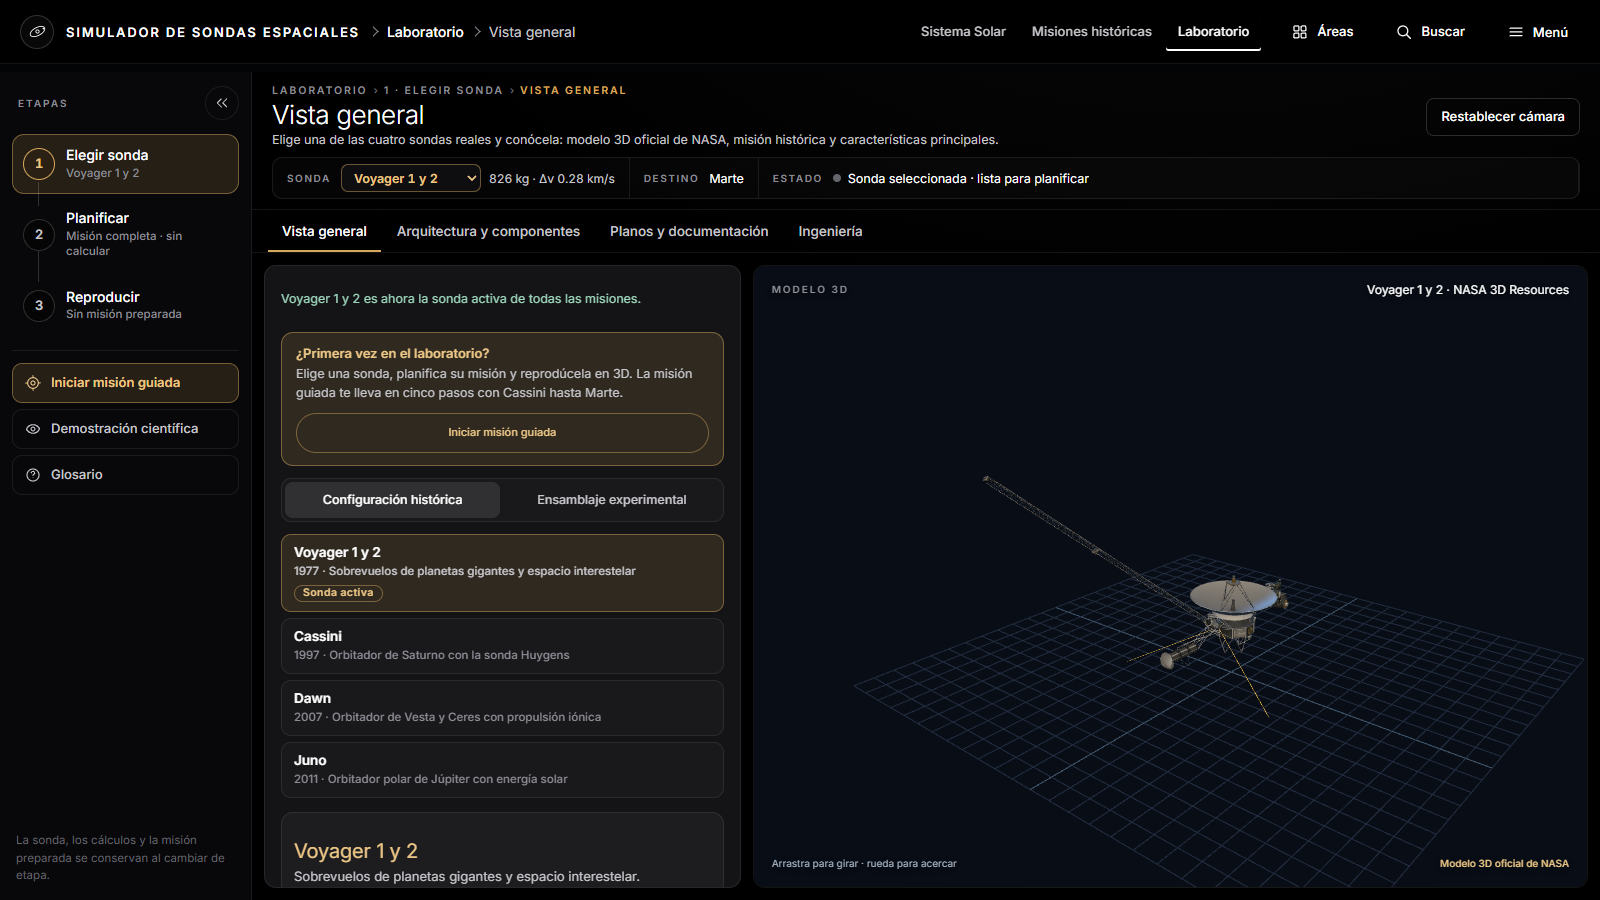 SIMULADOR DE SONDAS ESPACIALES > Laboratorio > Vista general
Sistema Solar
Misiones históricas
Laboratorio
Áreas
Buscar
Menú
ETAPAS
1
Elegir sonda
Voyager 1 y 2
2
Planificar
Misión completa · sin
calcular
3
Reproducir
Sin misión preparada
Iniciar misión guiada
Demostración científica
Glosario
La sonda, los cálculos y la misión
preparada se conservan al cambiar de
etapa.
LABORATORIO › 1 · ELEGIR SONDA › VISTA GENERAL
Vista general
Elige una de las cuatro sondas reales y conócela: modelo 3D oficial de NASA, misión histórica y características principales.
Restablecer cámara
SONDA Voyager 1 y 2 826 kg · Δv 0.28 km/s
DESTINO Marte
ESTADO Sonda seleccionada · lista para planificar
Vista general
Arquitectura y componentes
Planos y documentación
Ingeniería
Voyager 1 y 2 es ahora la sonda activa de todas las misiones.
¿Primera vez en el laboratorio?
Elige una sonda, planifica su misión y reprodúcela en 3D. La misión
guiada te lleva en cinco pasos con Cassini hasta Marte.
Iniciar misión guiada
Configuración histórica
Ensamblaje experimental
Voyager 1 y 2
1977 · Sobrevuelos de planetas gigantes y espacio interestelar
Sonda activa
Cassini
1997 · Orbitador de Saturno con la sonda Huygens
Dawn
2007 · Orbitador de Vesta y Ceres con propulsión iónica
Juno
2011 · Orbitador polar de Júpiter con energía solar
Voyager 1 y 2
Sobrevuelos de planetas gigantes y espacio interestelar.
MODELO 3D
Voyager 1 y 2 · NASA 3D Resources
Arrastra para girar · rueda para acercar
Modelo 3D oficial de NASA